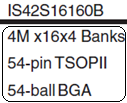 IS42S16160B
4M x16x4 Banks
54-pin TSOPII
54-ball BGA